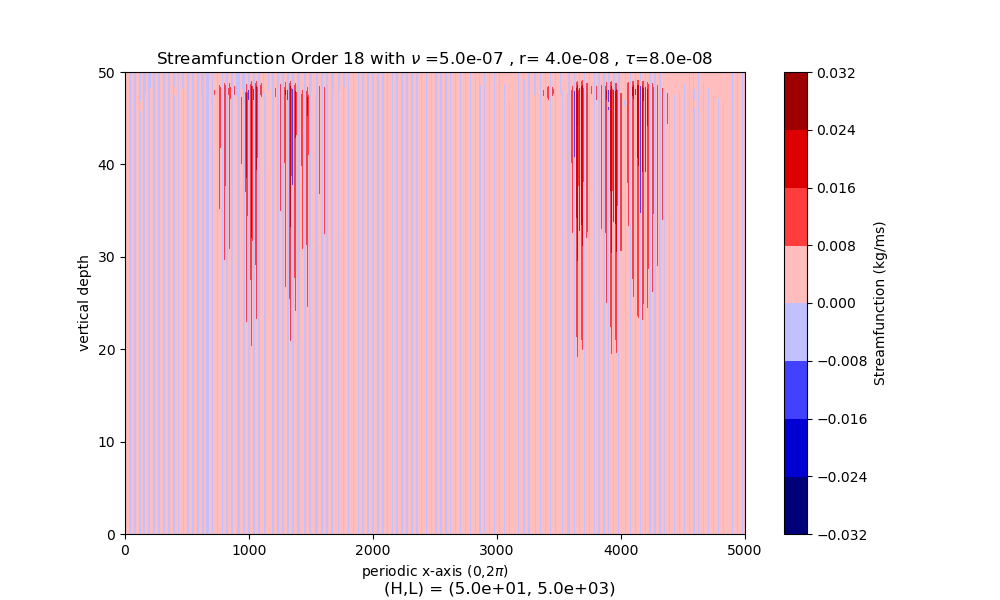 Streamfunction Order 18 with ν =5.0e-07 , r= 4.0e-08 , τ=8.0e-08
50
40
30
20
10
0
vertical depth
0 1000 2000 3000 4000 5000
periodic x-axis (0,2π)
(H,L) = (5.0e+01, 5.0e+03)
0.032
0.024
0.016
0.008
0.000
−0.008
−0.016
−0.024
−0.032
Streamfunction (kg/ms)